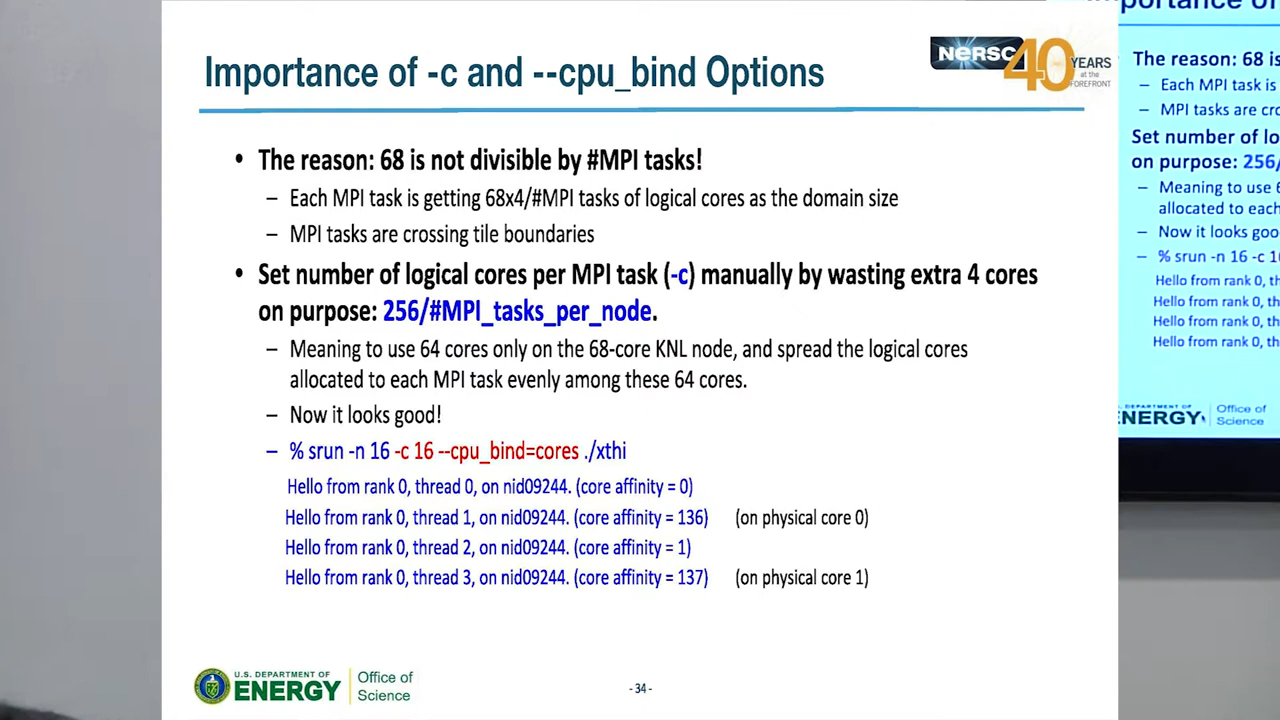 Importance of -c and --cpu_bind Options
NERSC 40 YEARS
at the
FOREFRONT
• The reason: 68 is not divisible by #MPI tasks!
– Each MPI task is getting 68x4/#MPI tasks of logical cores as the domain size
– MPI tasks are crossing tile boundaries
• Set number of logical cores per MPI task (-c) manually by wasting extra 4 cores
on purpose: 256/#MPI_tasks_per_node.
– Meaning to use 64 cores only on the 68-core KNL node, and spread the logical cores
allocated to each MPI task evenly among these 64 cores.
– Now it looks good!
– % srun -n 16 -c 16 --cpu_bind=cores ./xthi
Hello from rank 0, thread 0, on nid09244. (core affinity = 0)
Hello from rank 0, thread 1, on nid09244. (core affinity = 136) (on physical core 0)
Hello from rank 0, thread 2, on nid09244. (core affinity = 1)
Hello from rank 0, thread 3, on nid09244. (core affinity = 137) (on physical core 1)
U.S. DEPARTMENT OF
ENERGY
Office of
Science
- 34 -
The reason: 68 is
– Each MPI task is
– MPI tasks are cro
Set number of lo
on purpose: 256/
– Meaning to use 6
allocated to each
– Now it looks goo
– % srun -n 16 -c 16
Hello from rank 0, th
Hello from rank 0, th
Hello from rank 0, th
Hello from rank 0, th
ENERGY
Office of
Science